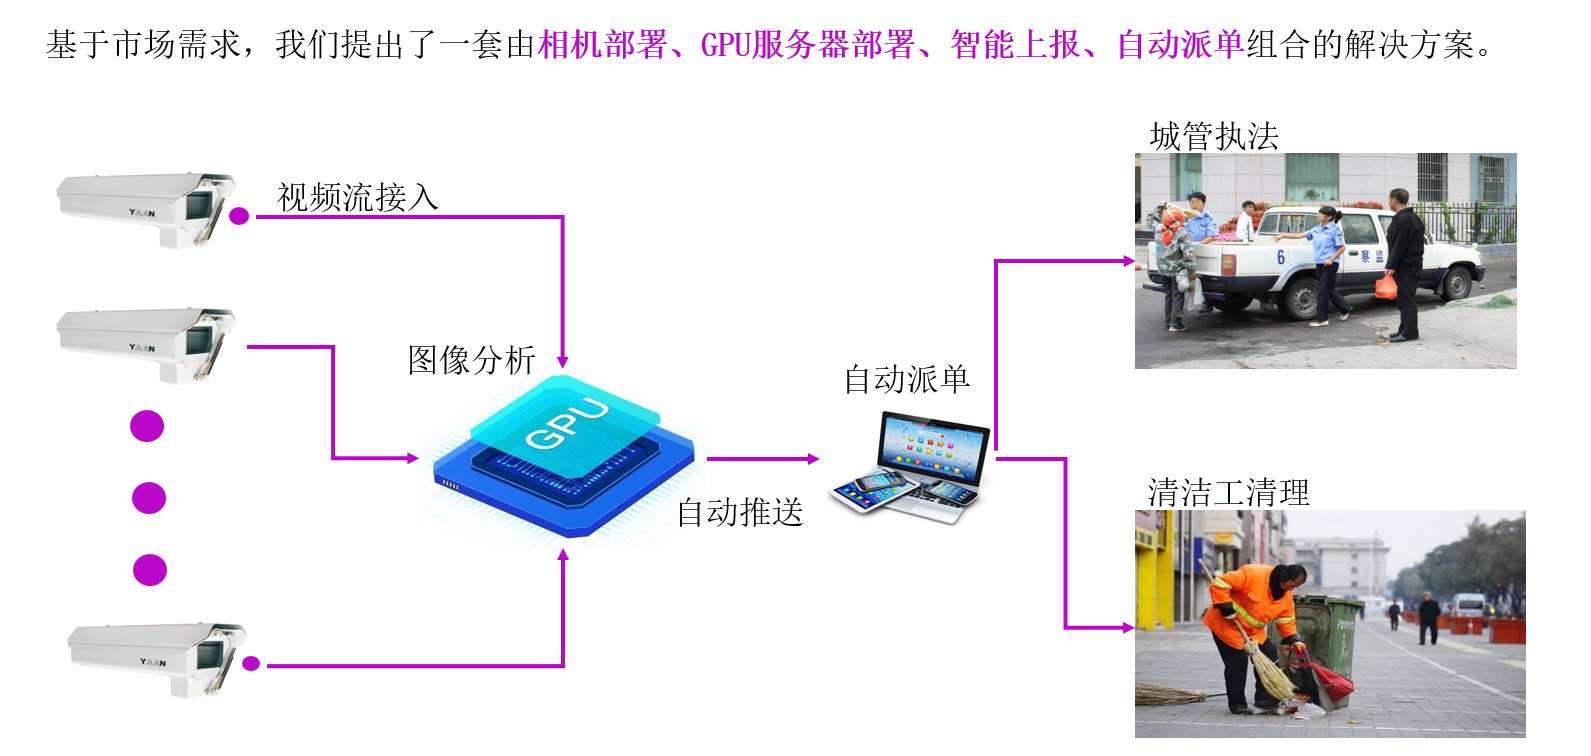 基于市场需求，我们提出了一套由相机部署、GPU服务器部署、智能上报、自动派单组合的解决方案。
城管执法
视频流接入
YAAN
6
察 监
YAAN
图像分析
GPU
自动派单
自动推送
清洁工清理
YAAN